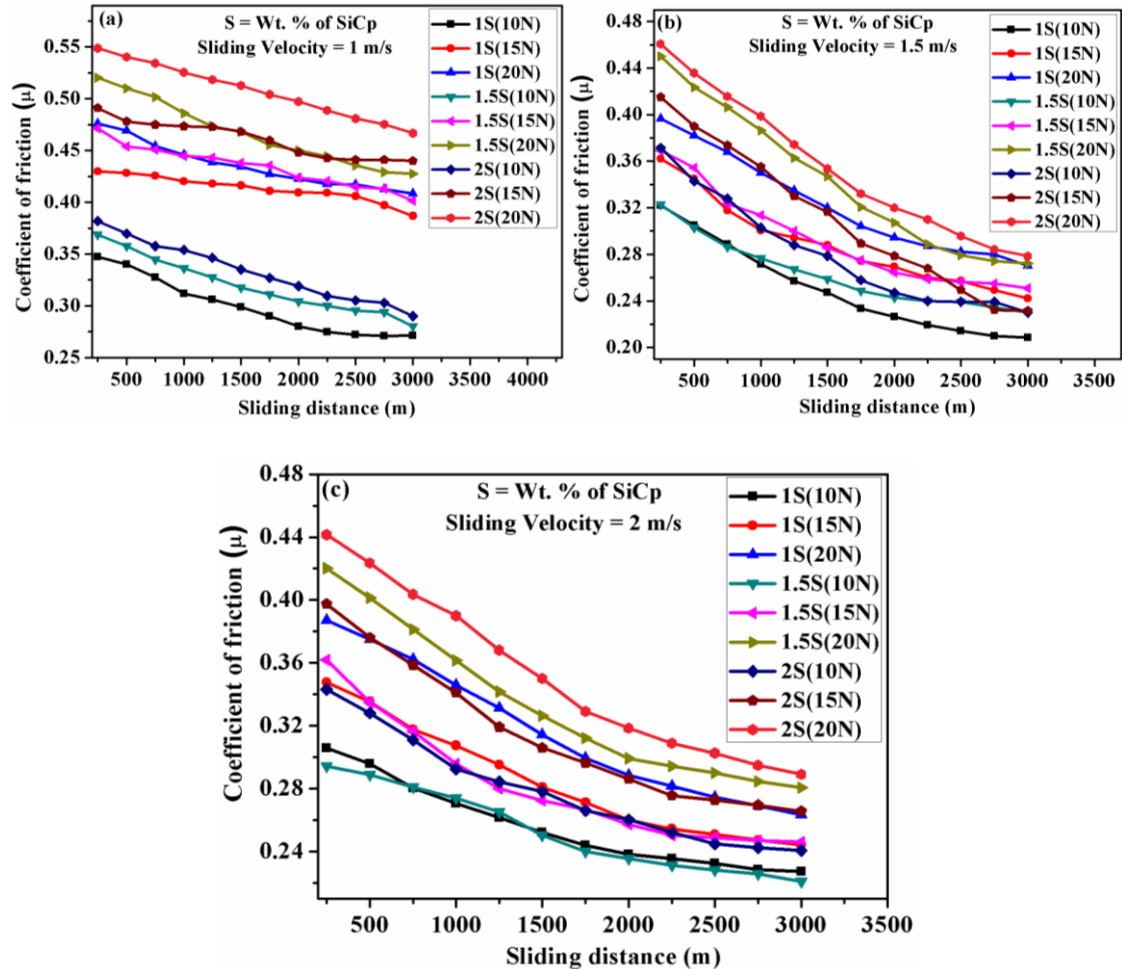 (a)
S = Wt. % of SiCp
Sliding Velocity = 1 m/s
1S(10N)
1S(15N)
1S(20N)
1.5S(10N)
1.5S(15N)
1.5S(20N)
2S(10N)
2S(15N)
2S(20N)
Coefficient of friction (μ)
0.55
0.50
0.45
0.40
0.35
0.30
0.25
500 1000 1500 2000 2500 3000 3500 4000
Sliding distance (m)
(b)
S = Wt. % of SiCp
Sliding Velocity = 1.5 m/s
1S(10N)
1S(15N)
1S(20N)
1.5S(10N)
1.5S(15N)
1.5S(20N)
2S(10N)
2S(15N)
2S(20N)
Coefficient of friction (μ)
0.48
0.44
0.40
0.36
0.32
0.28
0.24
0.20
500 1000 1500 2000 2500 3000 3500
Sliding distance (m)
(c)
S = Wt. % of SiCp
Sliding Velocity = 2 m/s
1S(10N)
1S(15N)
1S(20N)
1.5S(10N)
1.5S(15N)
1.5S(20N)
2S(10N)
2S(15N)
2S(20N)
Coefficient of friction (μ)
0.48
0.44
0.40
0.36
0.32
0.28
0.24
500 1000 1500 2000 2500 3000 3500
Sliding distance (m)